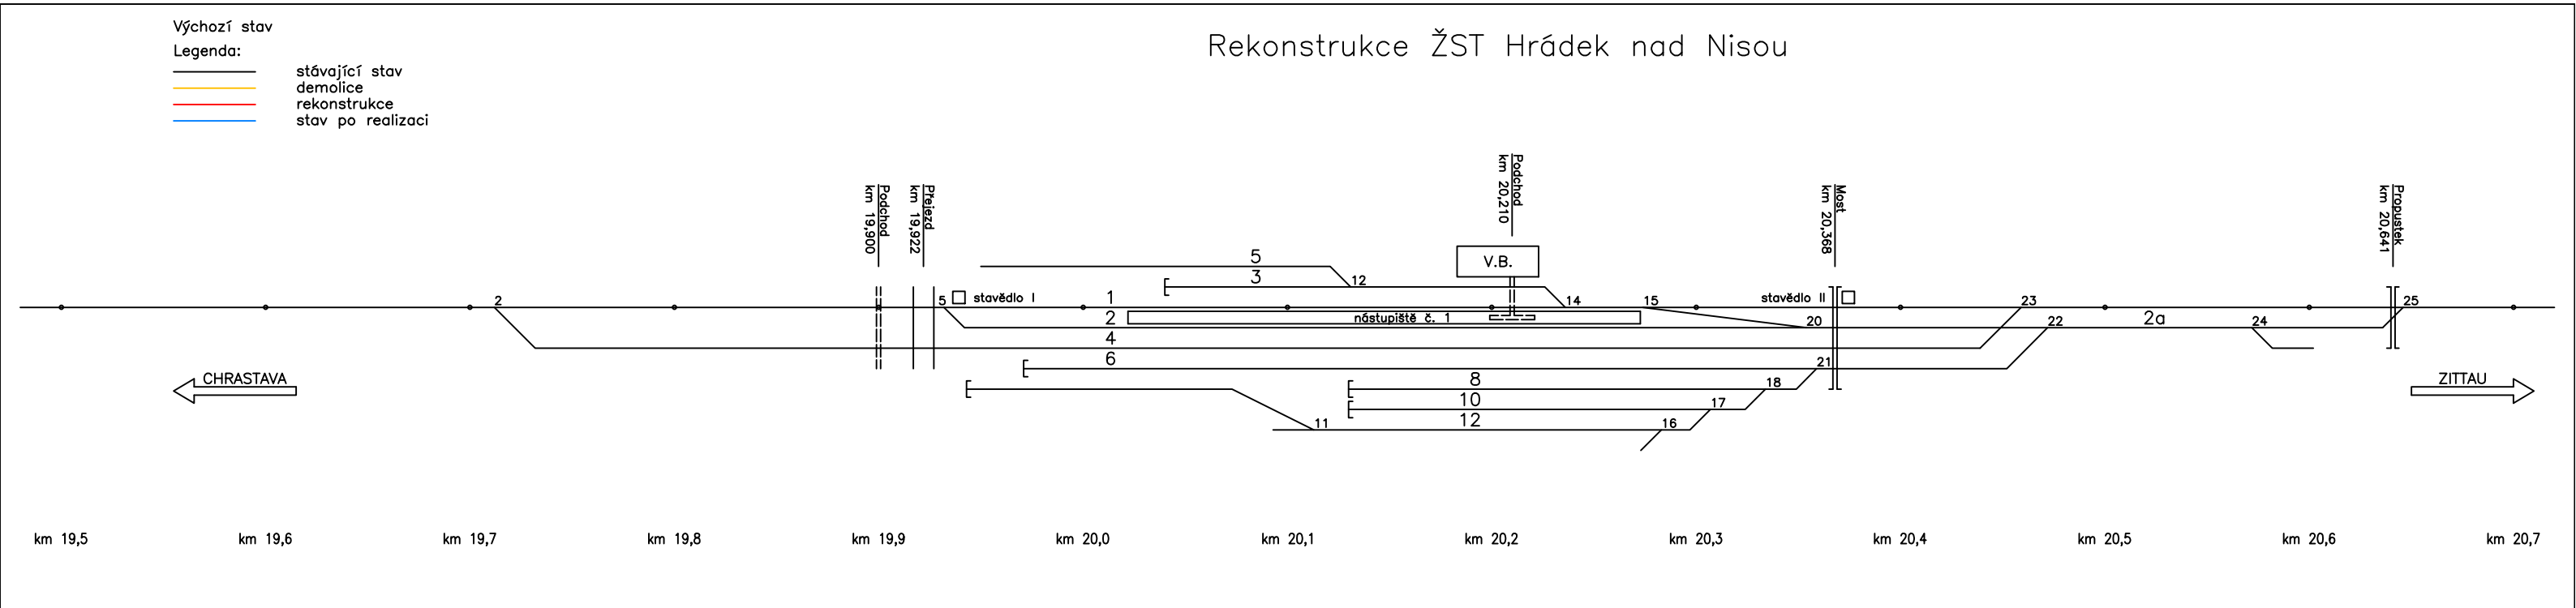 Výchozí stav
Rekonstrukce ŽST Hrádek nad Nisou
Legenda:
stávající stav
demolice
rekonstrukce
stav po realizaci
Podchod
km 19,900
Přejezd
km 19,922
Podchod
km 20,210
Most
km 20,368
Propustek
km 20,641
5
V.B.
3
12
2
5
stavědlo I
1
14
15
stavědlo II
23
25
2
nástupiště č. 1
20
22
2a
24
4
6
21
CHRASTAVA
8
18
ZITTAU
10
17
12
11
16
km 19,5
km 19,6
km 19,7
km 19,8
km 19,9
km 20,0
km 20,1
km 20,2
km 20,3
km 20,4
km 20,5
km 20,6
km 20,7